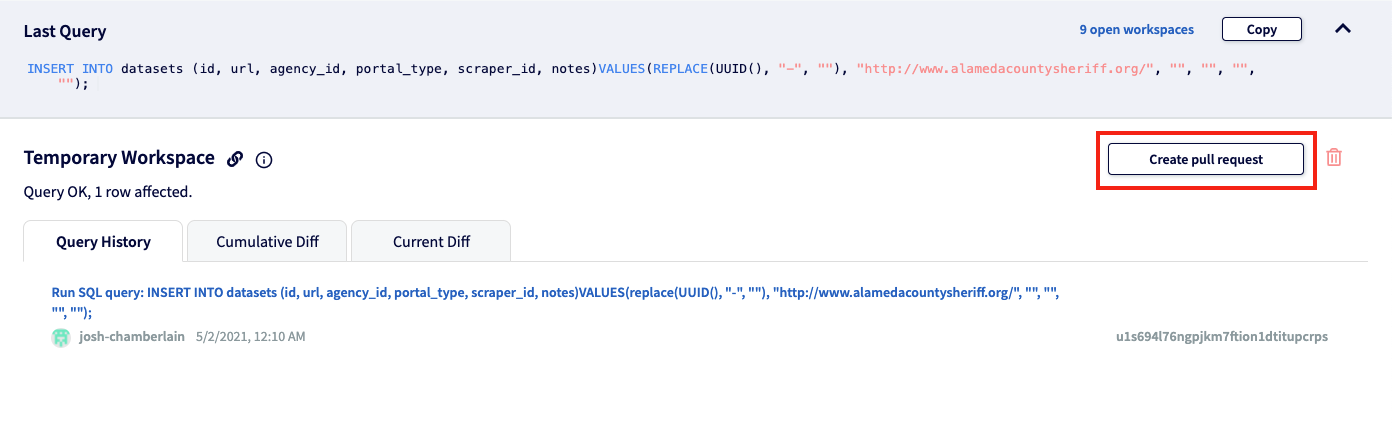 Last Query
9 open workspaces
Copy
INSERT INTO datasets (id, url, agency_id, portal_type, scraper_id, notes)VALUES(REPLACE(UUID(), "-", ""), "http://www.alamedacountysheriff.org/", "", "", "",
"");
Temporary Workspace
Create pull request
Query OK, 1 row affected.
Query History
Cumulative Diff
Current Diff
Run SQL query: INSERT INTO datasets (id, url, agency_id, portal_type, scraper_id, notes)VALUES(replace(UUID(), "-", ""), "http://www.alamedacountysheriff.org/", "", "",
"", "");
josh-chamberlain 5/2/2021, 12:10 AM
u1s694l76ngpjkm7ftion1dtitupcrps